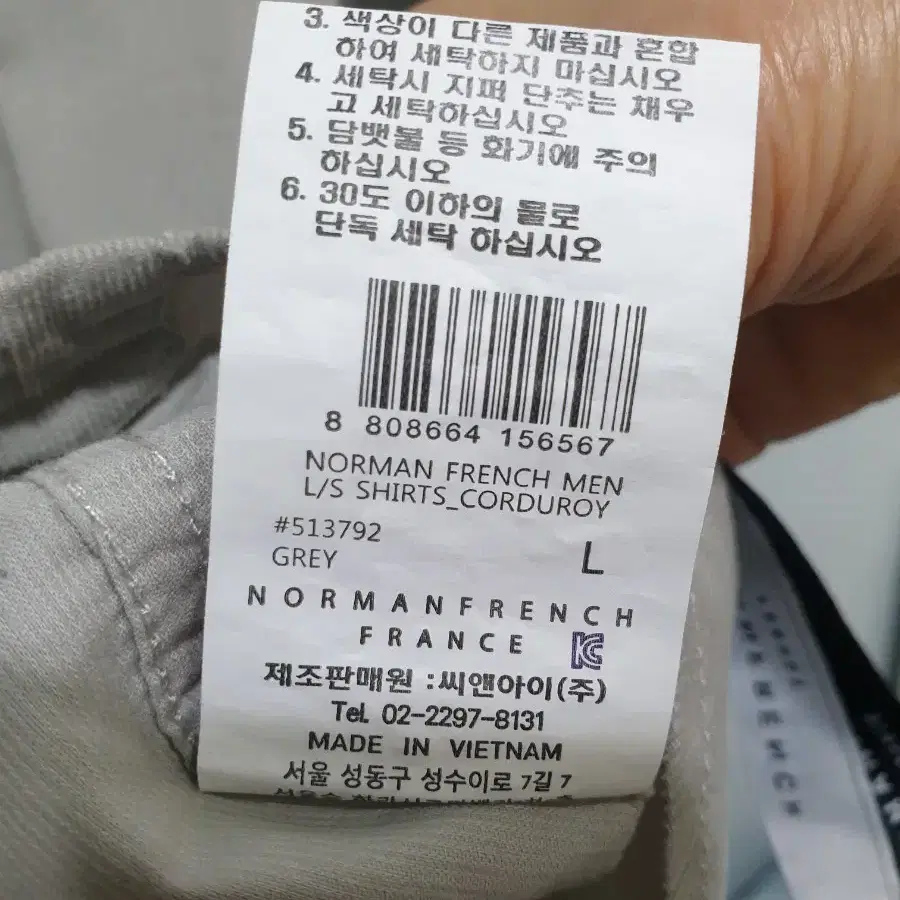 3. 색상이 다른 제품과 혼합
하여 세탁하지 마십시오
4. 세탁시 지퍼 단추는 채우
고 세탁하십시오
5. 담뱃불 등 화기에 주의
하십시오
6. 30도 이하의 물로
단독 세탁 하십시오
8 808664 156567
NORMAN FRENCH MEN
L/S SHIRTS_CORDUROY
#513792
GREY L
NORMANFRENCH
FRANCE KC
제조판매원 :씨앤아이(주)
Tel. 02-2297-8131
MADE IN VIETNAM
서울 성동구 성수이로 7길 7